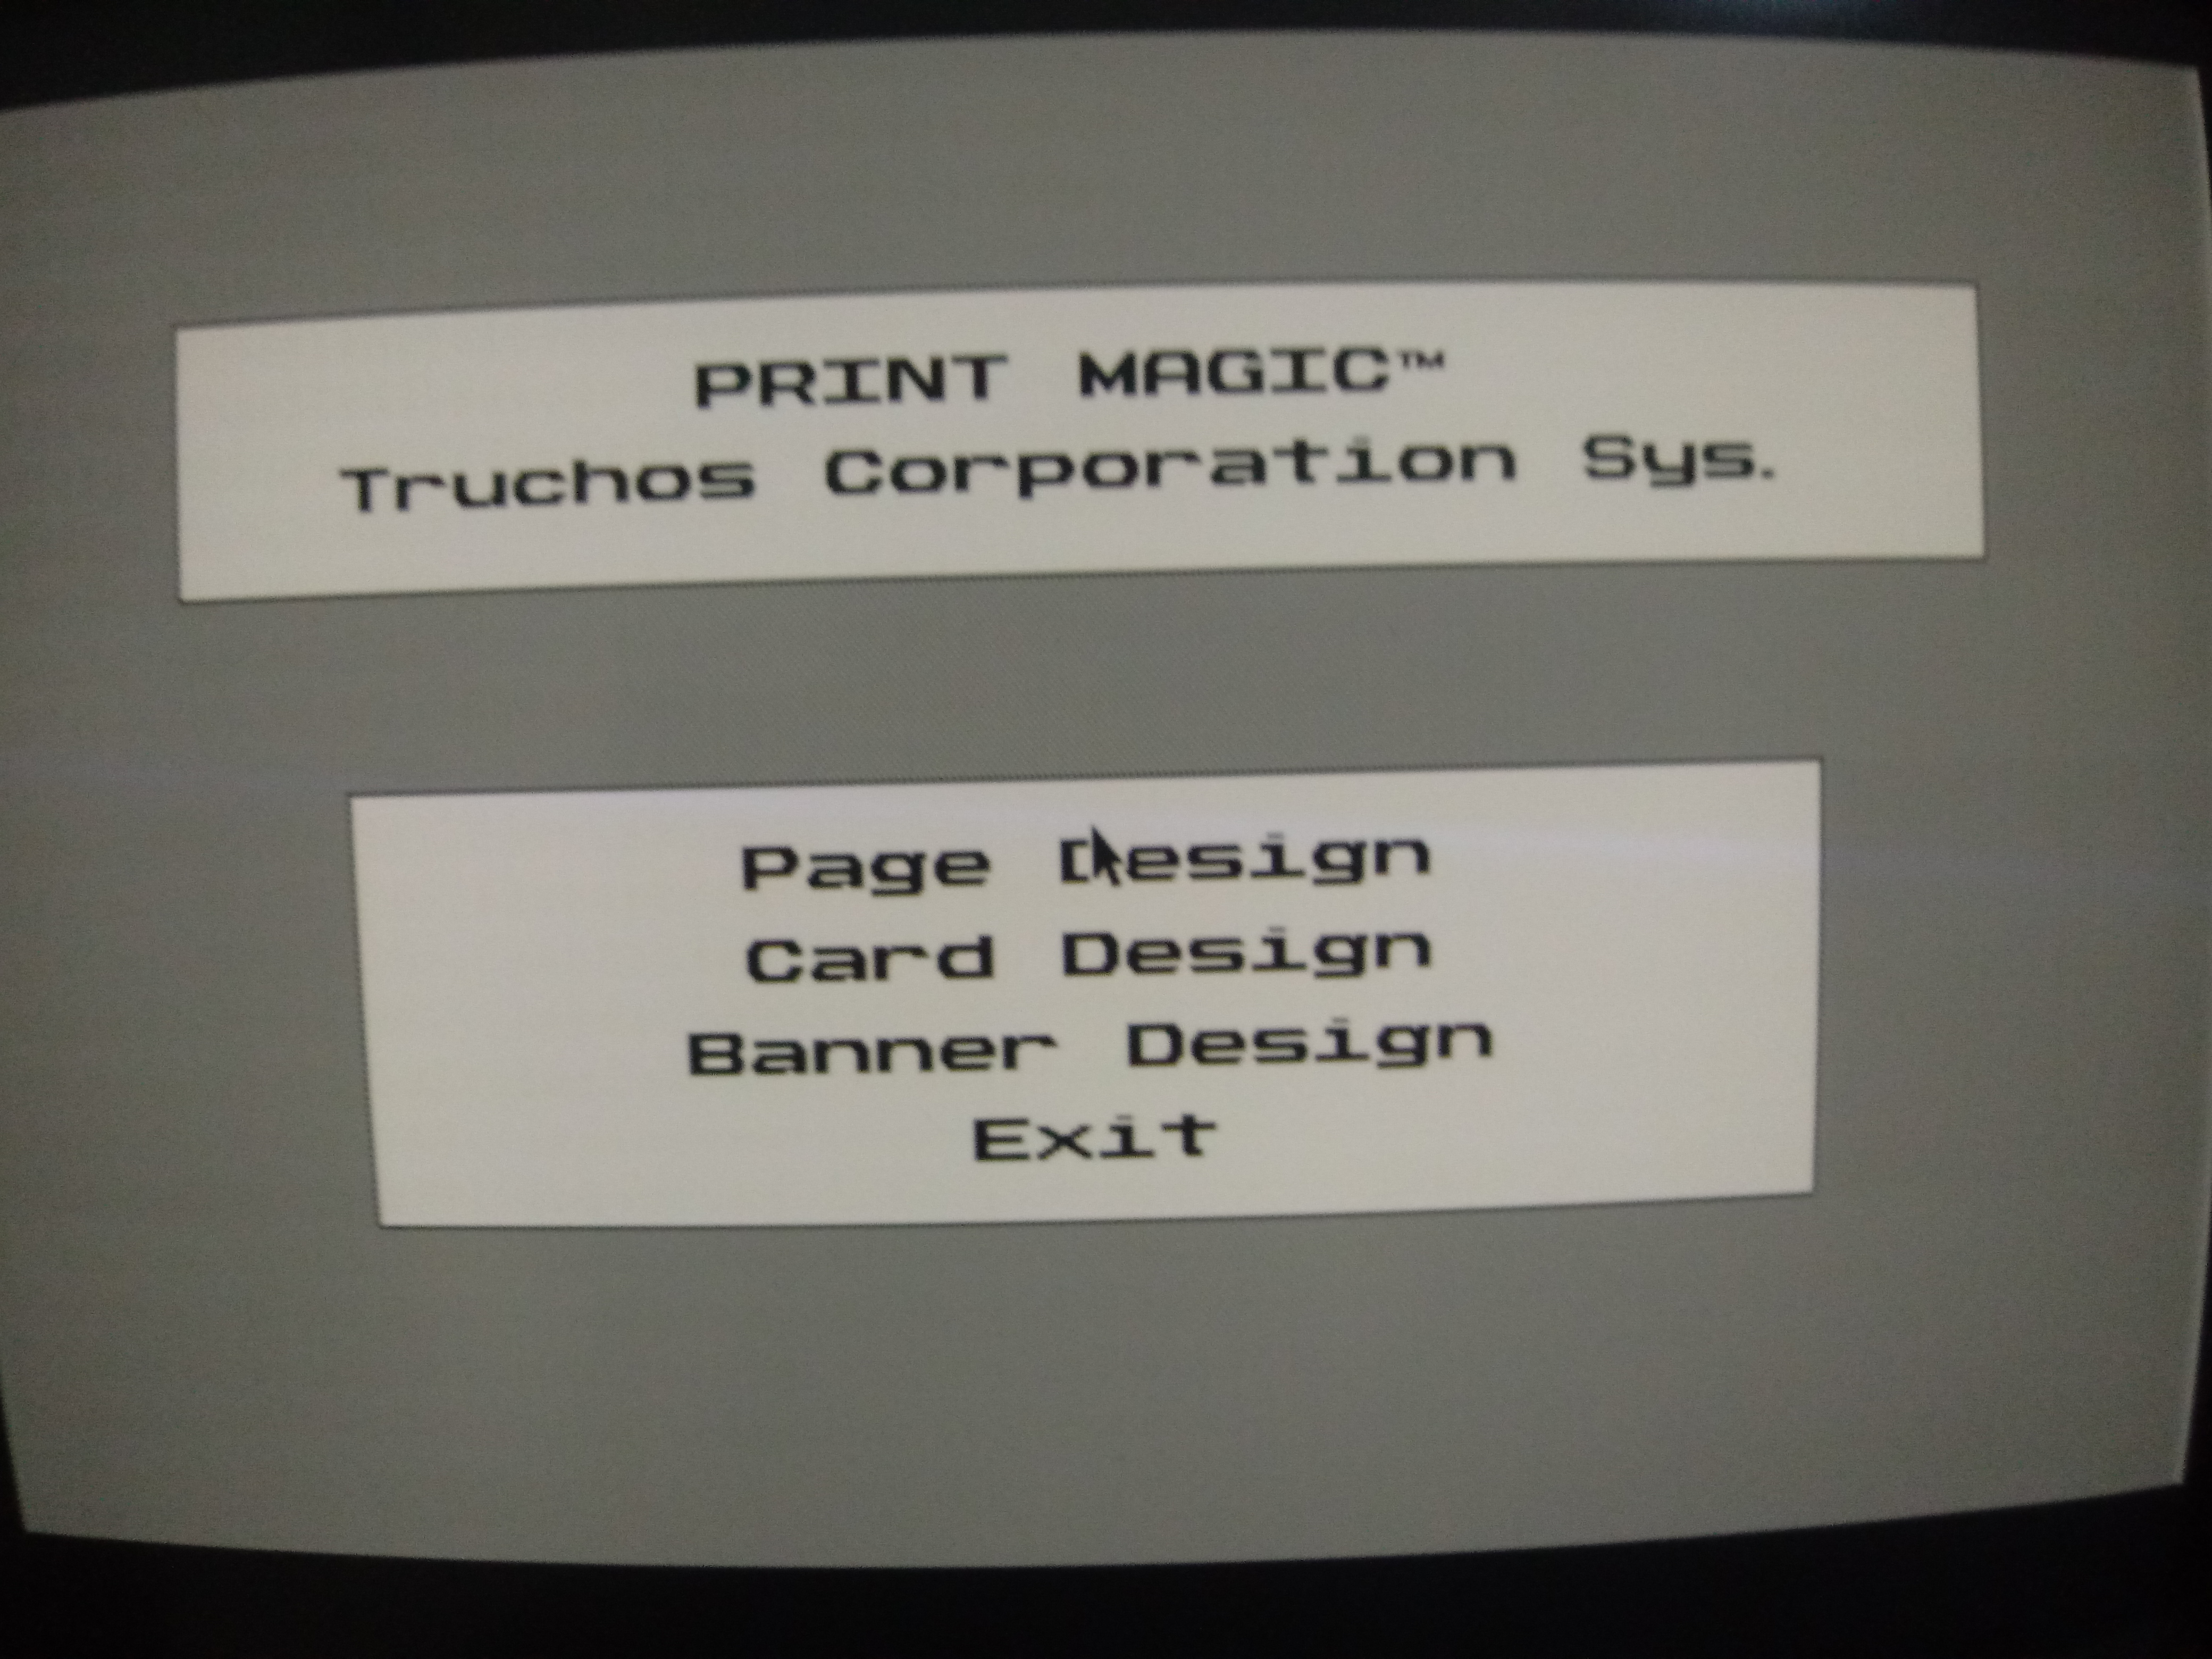 PRINT MAGIC™
Truchos Corporation Sys.
Page Design
Card Design
Banner Design
Exit